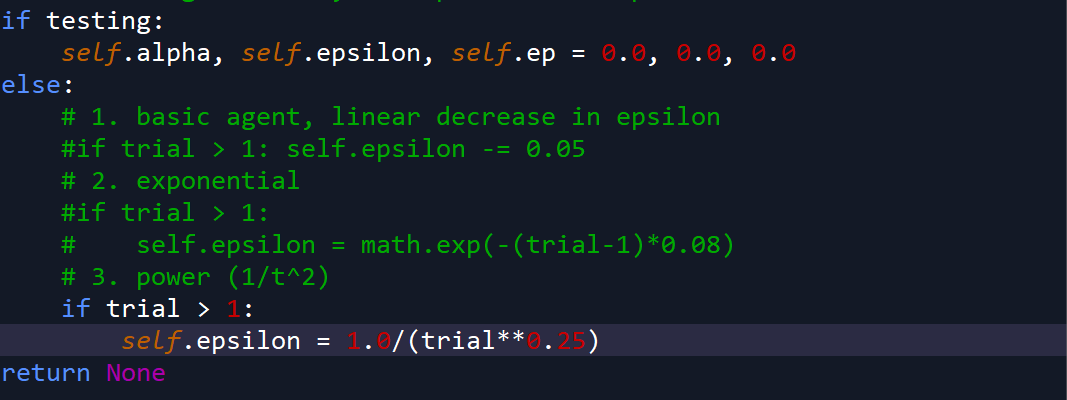 if testing:
    self.alpha, self.epsilon, self.ep = 0.0, 0.0, 0.0
else:
    # 1. basic agent, linear decrease in epsilon
    #if trial > 1: self.epsilon -= 0.05
    # 2. exponential
    #if trial > 1:
    #    self.epsilon = math.exp(-(trial-1)*0.08)
    # 3. power (1/t^2)
    if trial > 1:
        self.epsilon = 1.0/(trial**0.25)
return None